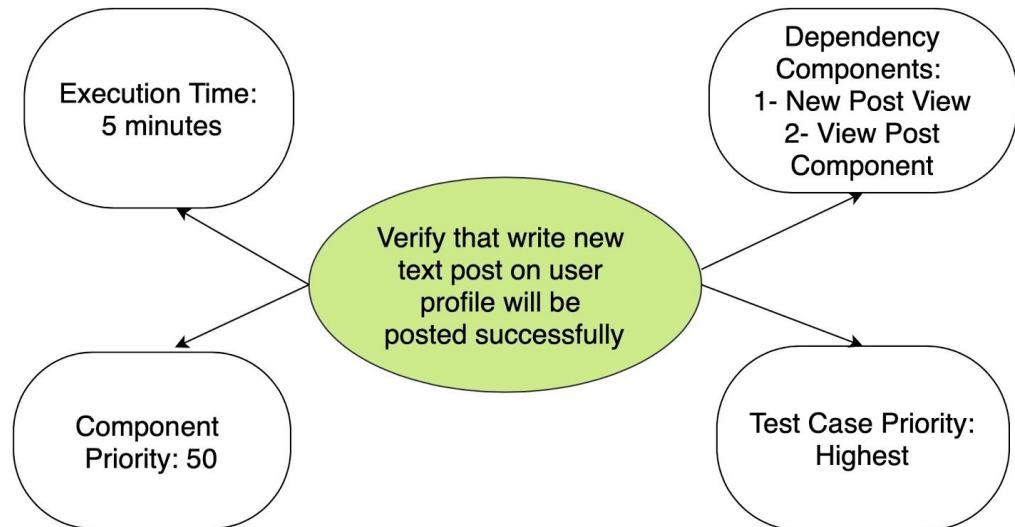 Execution Time:
5 minutes
Dependency
Components:
1- New Post View
2- View Post
Component
Verify that write new
text post on user
profile will be
posted successfully
Component
Priority: 50
Test Case Priority:
Highest